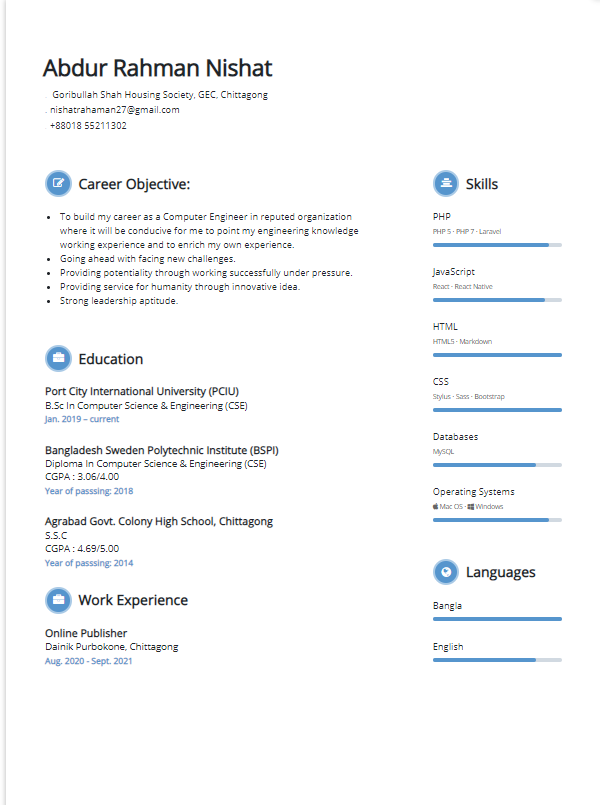 Abdur Rahman Nishat
Goribullah Shah Housing Society, GEC, Chittagong
nishatrahaman27@gmail.com
+88018 55211302
Career Objective:
• To build my career as a Computer Engineer in reputed organization
where it will be conducive for me to point my engineering knowledge
working experience and to enrich my own experience.
• Going ahead with facing new challenges.
• Providing potentiality through working successfully under pressure.
• Providing service for humanity through innovative idea.
• Strong leadership aptitude.
Education
Port City International University (PCIU)
B.Sc In Computer Science & Engineering (CSE)
Jan. 2019 – current
Bangladesh Sweden Polytechnic Institute (BSPI)
Diploma In Computer Science & Engineering (CSE)
CGPA : 3.06/4.00
Year of passsing: 2018
Agrabad Govt. Colony High School, Chittagong
S.S.C
CGPA : 4.69/5.00
Year of passsing: 2014
Work Experience
Online Publisher
Dainik Purbokone, Chittagong
Aug. 2020 - Sept. 2021
Skills
PHP
PHP 5 · PHP 7 · Laravel
JavaScript
React · React Native
HTML
HTML5 · Markdown
CSS
Stylus · Sass · Bootstrap
Databases
MySQL
Operating Systems
Mac OS · Windows
Languages
Bangla
English